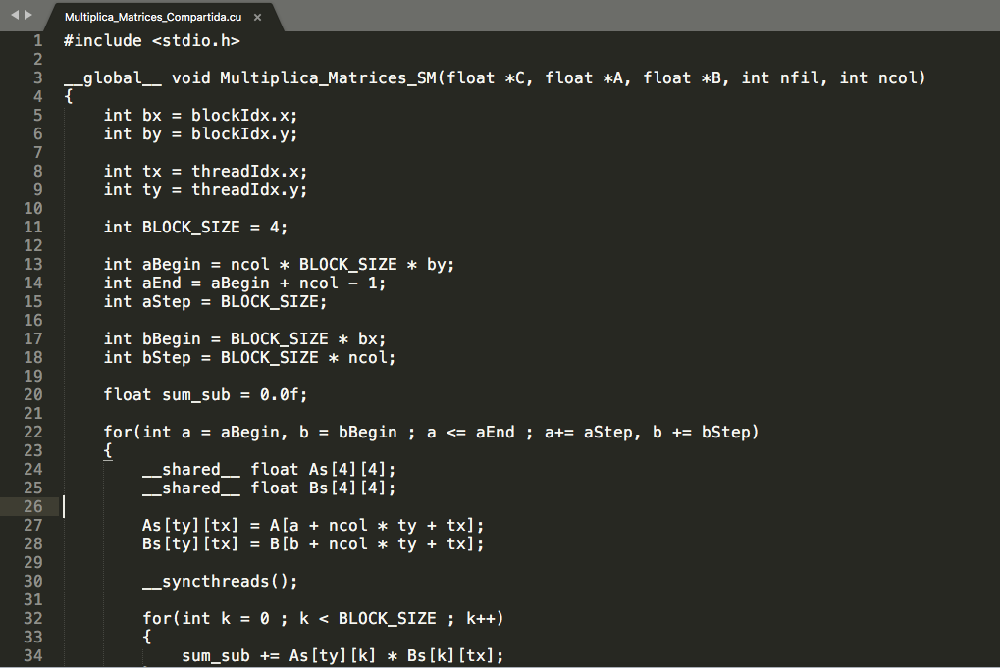 Multiplica_Matrices_Compartida.cu ×
1 #include <stdio.h>
2
3 __global__ void Multiplica_Matrices_SM(float *C, float *A, float *B, int nfil, int ncol)
4 {
5     int bx = blockIdx.x;
6     int by = blockIdx.y;
7
8     int tx = threadIdx.x;
9     int ty = threadIdx.y;
10
11     int BLOCK_SIZE = 4;
12
13     int aBegin = ncol * BLOCK_SIZE * by;
14     int aEnd = aBegin + ncol - 1;
15     int aStep = BLOCK_SIZE;
16
17     int bBegin = BLOCK_SIZE * bx;
18     int bStep = BLOCK_SIZE * ncol;
19
20     float sum_sub = 0.0f;
21
22     for(int a = aBegin, b = bBegin ; a <= aEnd ; a+= aStep, b += bStep)
23     {
24         __shared__ float As[4][4];
25         __shared__ float Bs[4][4];
26
27         As[ty][tx] = A[a + ncol * ty + tx];
28         Bs[ty][tx] = B[b + ncol * ty + tx];
29
30         __syncthreads();
31
32         for(int k = 0 ; k < BLOCK_SIZE ; k++)
33         {
34             sum_sub += As[ty][k] * Bs[k][tx];